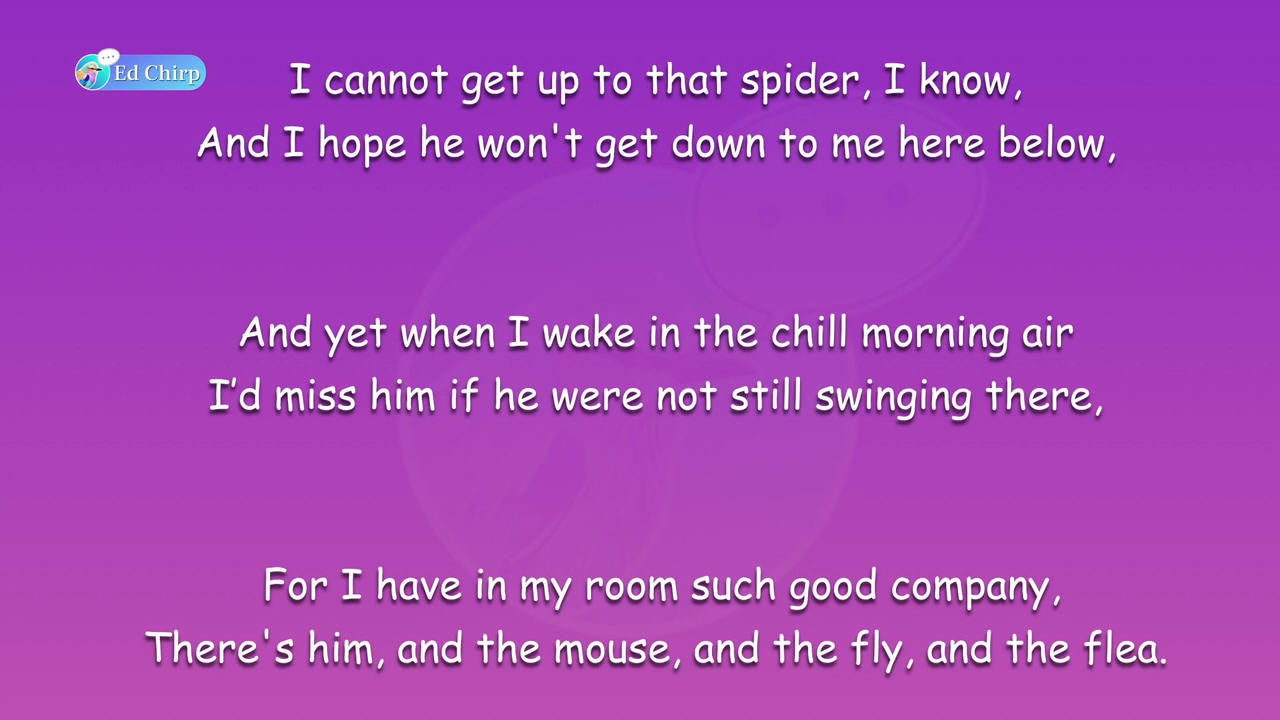 Ed Chirp
I cannot get up to that spider, I know,
And I hope he won't get down to me here below,
And yet when I wake in the chill morning air
I’d miss him if he were not still swinging there,
For I have in my room such good company,
There's him, and the mouse, and the fly, and the flea.